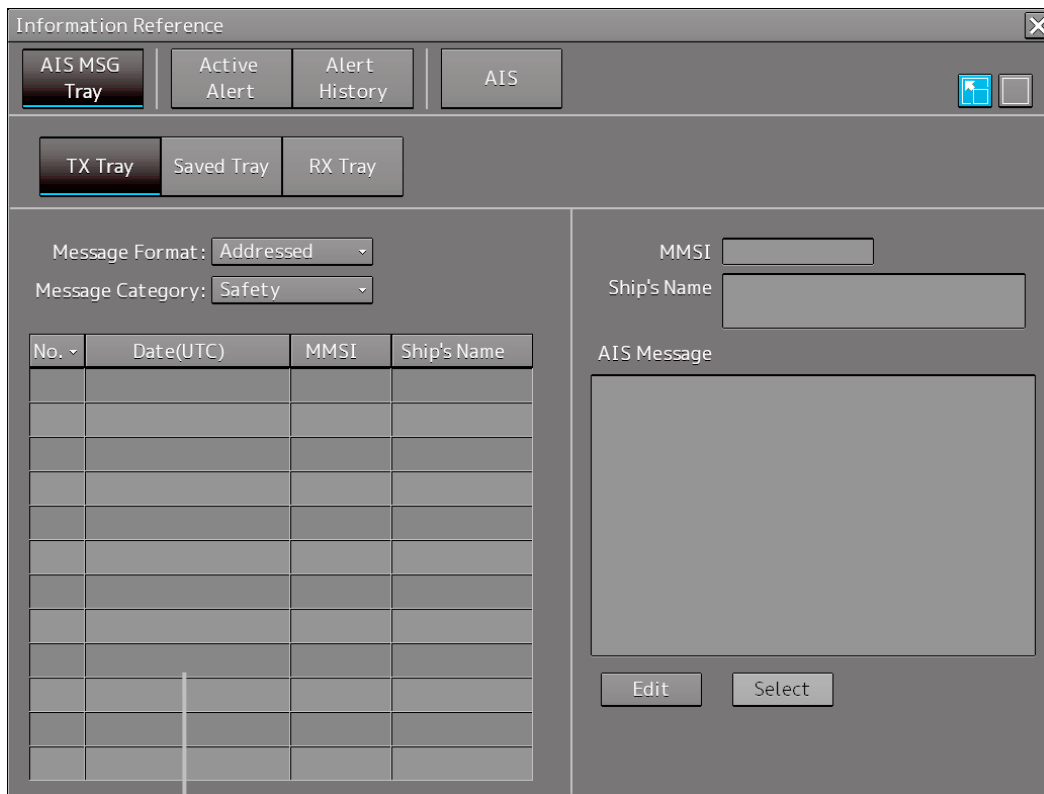 Information Reference
AIS MSG Tray
Active Alert
Alert History
AIS
TX Tray
Saved Tray
RX Tray
Message Format: Addressed
Message Category: Safety
No. Date(UTC) MMSI Ship's Name
MMSI
Ship's Name
AIS Message
Edit
Select